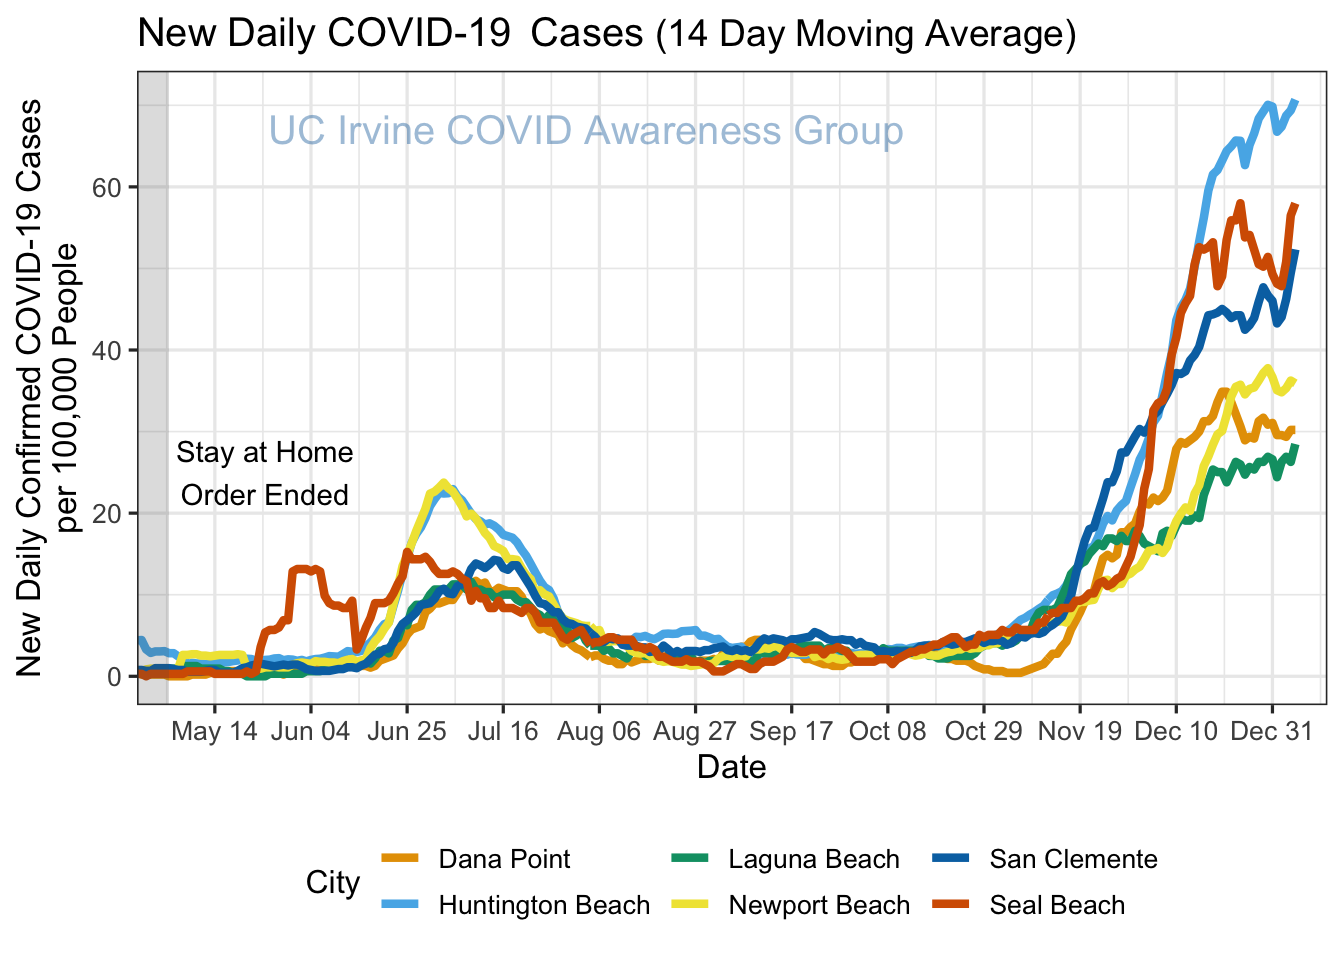 New Daily COVID-19  Cases (14 Day Moving Average)
UC Irvine COVID Awareness Group
New Daily Confirmed COVID-19 Cases
per 100,000 People
60
40
20
0
Stay at Home
Order Ended
May 14 Jun 04 Jun 25 Jul 16 Aug 06 Aug 27 Sep 17 Oct 08 Oct 29 Nov 19 Dec 10 Dec 31
Date
City
Dana Point Laguna Beach San Clemente
Huntington Beach Newport Beach Seal Beach